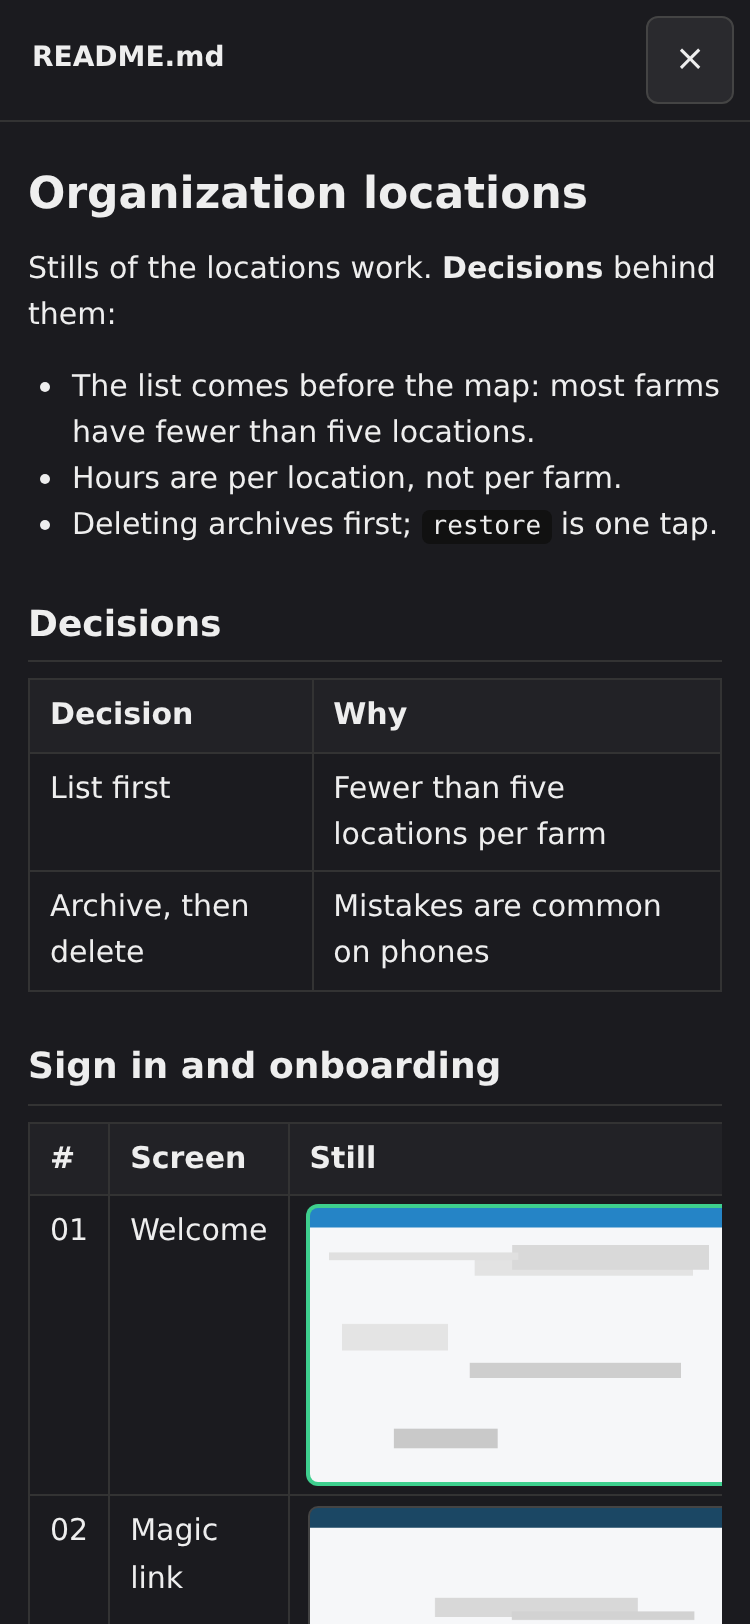 README.md
×
Organization locations
Stills of the locations work. Decisions behind
them:
• The list comes before the map: most farms
have fewer than five locations.
• Hours are per location, not per farm.
• Deleting archives first; restore is one tap.
Decisions
Decision Why
List first Fewer than five
locations per farm
Archive, then Mistakes are common
delete on phones
Sign in and onboarding
# Screen Still
01 Welcome
02 Magic
link